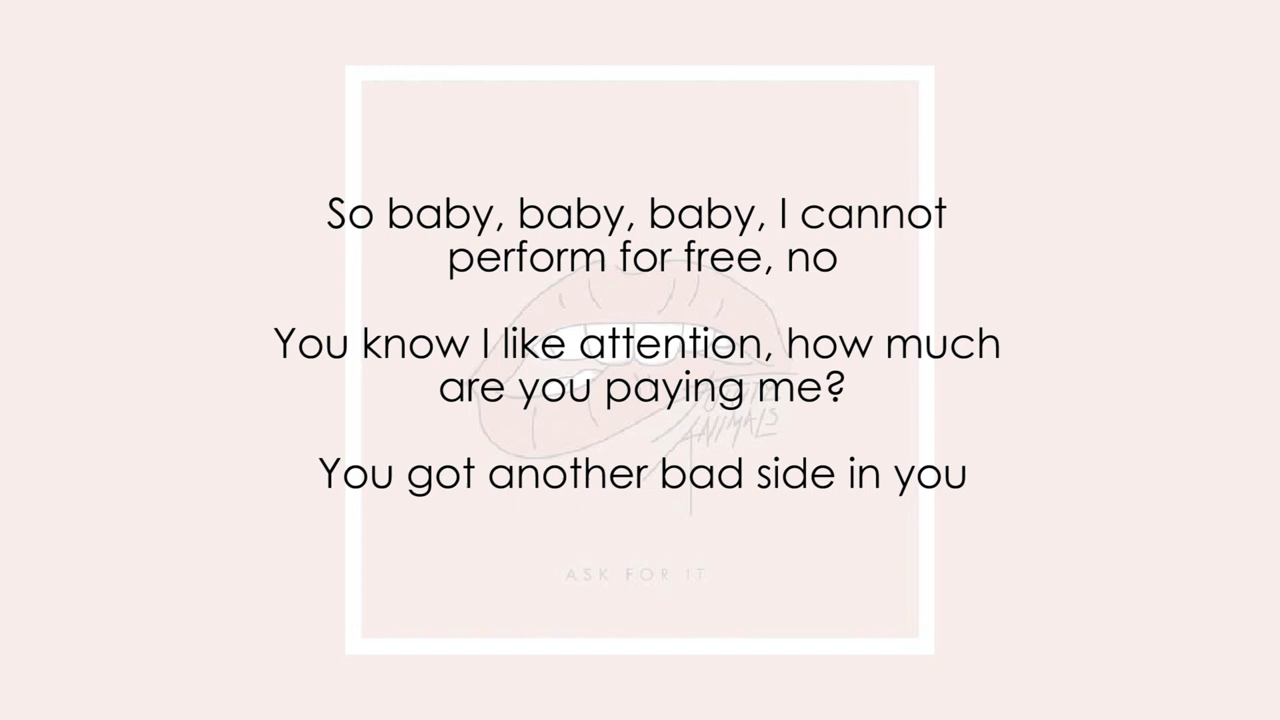 So baby, baby, baby, I cannot
perform for free, no
You know I like attention, how much
are you paying me?
You got another bad side in you
ANIMALS
ASK FOR IT